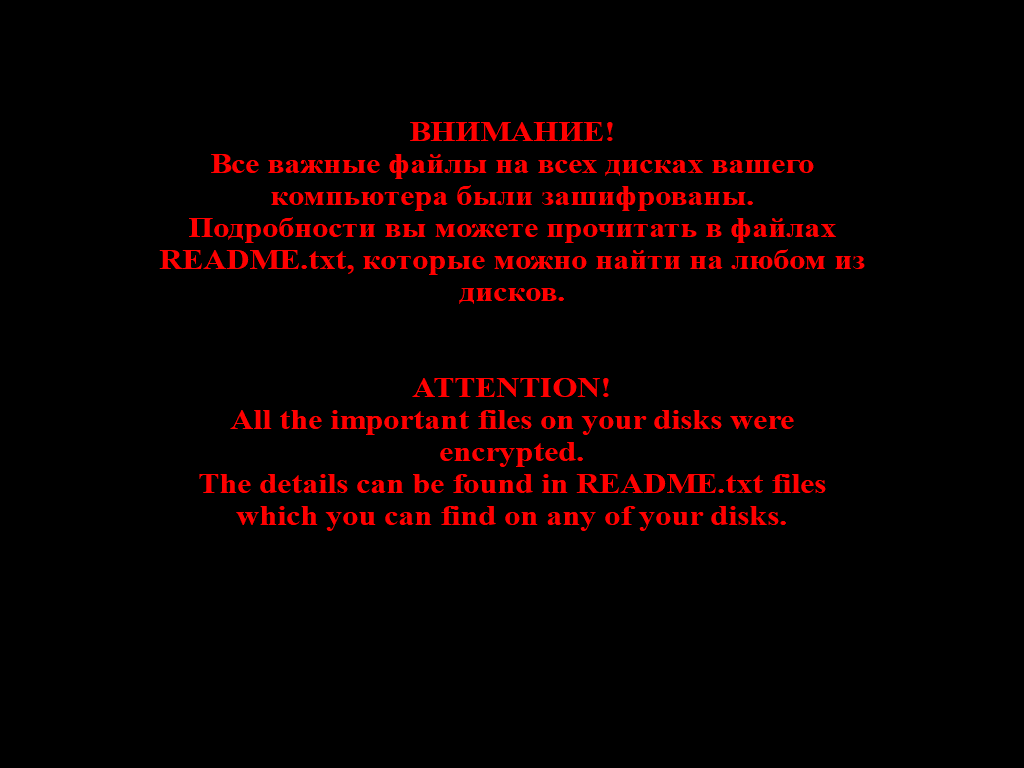 ВНИМАНИЕ!
Все важные файлы на всех дисках вашего
компьютера были зашифрованы.
Подробности вы можете прочитать в файлах
README.txt, которые можно найти на любом из
дисков.
ATTENTION!
All the important files on your disks were
encrypted.
The details can be found in README.txt files
which you can find on any of your disks.